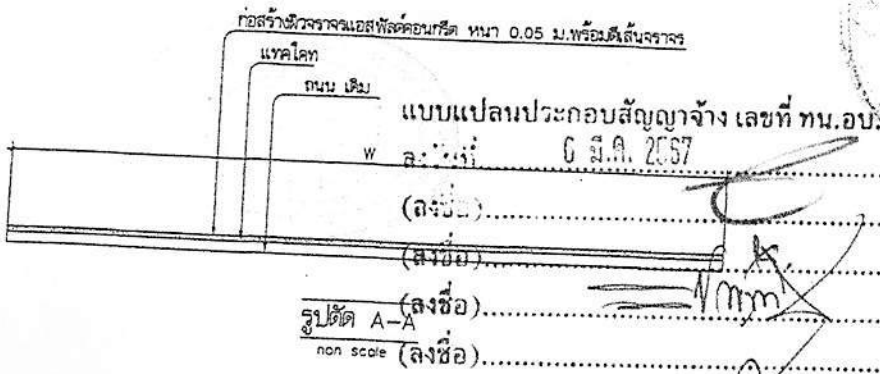 ก่อสร้างผิวจราจรแอสฟัลต์คอนกรีต หนา 0.05 ม.พร้อมตีเส้นจราจร
แทคโคท
ถนน เดิม
แบบแปลนประกอบสัญญาจ้าง เลขที่ ทน.อบ.
W
ลงวันที่ 6 มี.ค. 2567
(ลงชื่อ)
(ลงชื่อ)
(ลงชื่อ)
รูปตัด A-A
non scale (ลงชื่อ)